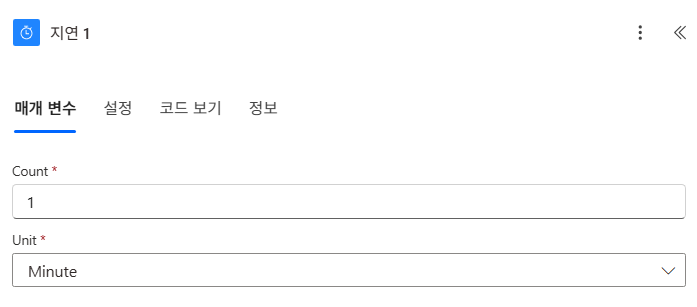 지연 1
매개 변수 설정 코드 보기 정보
Count *
1
Unit *
Minute